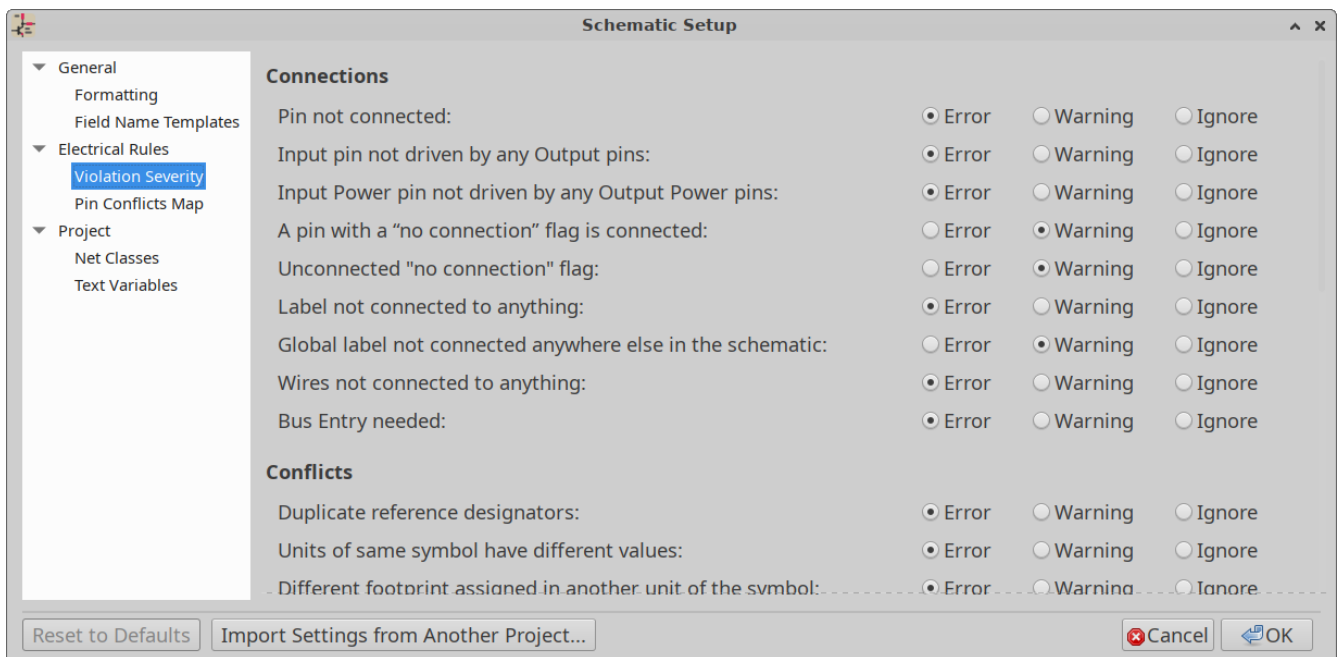 Schematic Setup
General
Formatting
Field Name Templates
Electrical Rules
Violation Severity
Pin Conflicts Map
Project
Net Classes
Text Variables
Connections
Pin not connected: Error Warning Ignore
Input pin not driven by any Output pins: Error Warning Ignore
Input Power pin not driven by any Output Power pins: Error Warning Ignore
A pin with a “no connection” flag is connected: Error Warning Ignore
Unconnected "no connection" flag: Error Warning Ignore
Label not connected to anything: Error Warning Ignore
Global label not connected anywhere else in the schematic: Error Warning Ignore
Wires not connected to anything: Error Warning Ignore
Bus Entry needed: Error Warning Ignore
Conflicts
Duplicate reference designators: Error Warning Ignore
Units of same symbol have different values: Error Warning Ignore
Different footprint assigned in another unit of the symbol: Error Warning Ignore
Reset to Defaults Import Settings from Another Project... Cancel OK